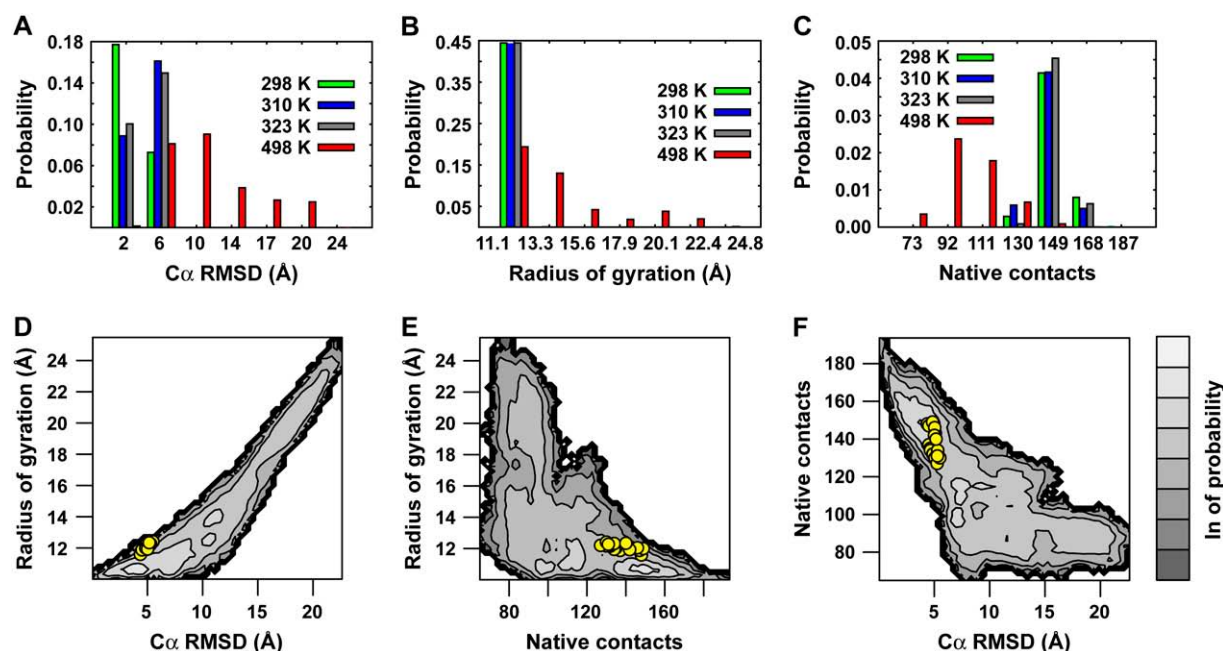 A
0.18
0.14
0.10
0.06
0.02
Probability
298 K
310 K
323 K
498 K
2 6 10 14 17 20 24
Cα RMSD (Å)
B
0.45
0.35
0.25
0.15
0.05
Probability
298 K
310 K
323 K
498 K
11.1 13.3 15.6 17.9 20.1 22.4 24.8
Radius of gyration (Å)
C
0.05
0.04
0.03
0.02
0.01
0.00
Probability
298 K
310 K
323 K
498 K
73 92 111 130 149 168 187
Native contacts
D
24
22
20
18
16
14
12
Radius of gyration (Å)
5 10 15 20
Cα RMSD (Å)
E
24
22
20
18
16
14
12
Radius of gyration (Å)
80 120 160
Native contacts
F
180
160
140
120
100
80
Native contacts
5 10 15 20
Cα RMSD (Å)
ln of probability